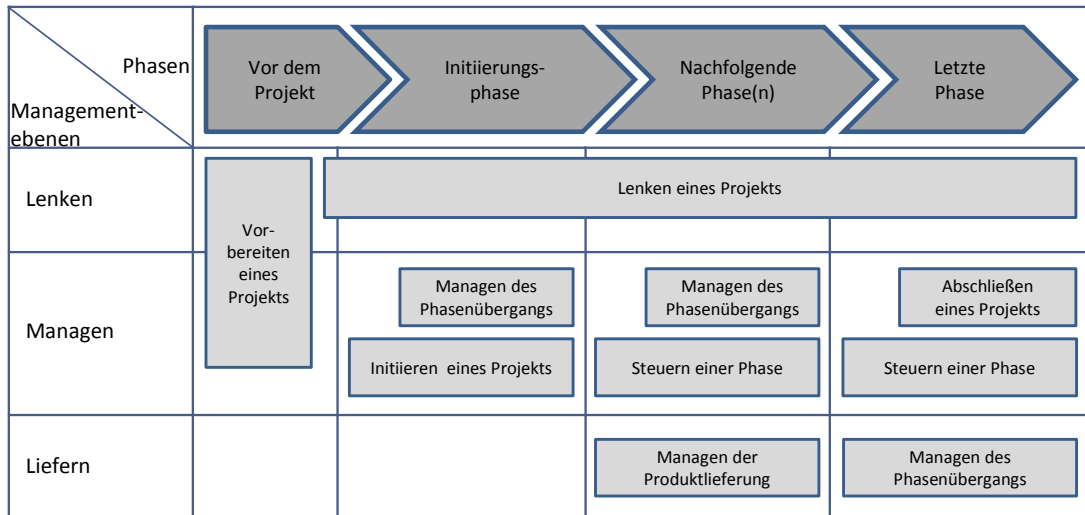 Phasen
Management-
ebenen
Vor dem
Projekt
Initiierungs-
phase
Nachfolgende
Phase(n)
Letzte
Phase
Lenken
Vor-
bereiten
eines
Projekts
Lenken eines Projekts
Managen
Managen des
Phasenübergangs
Managen des
Phasenübergangs
Abschließen
eines Projekts
Initiieren eines Projekts
Steuern einer Phase
Steuern einer Phase
Liefern
Managen der
Produktlieferung
Managen des
Phasenübergangs